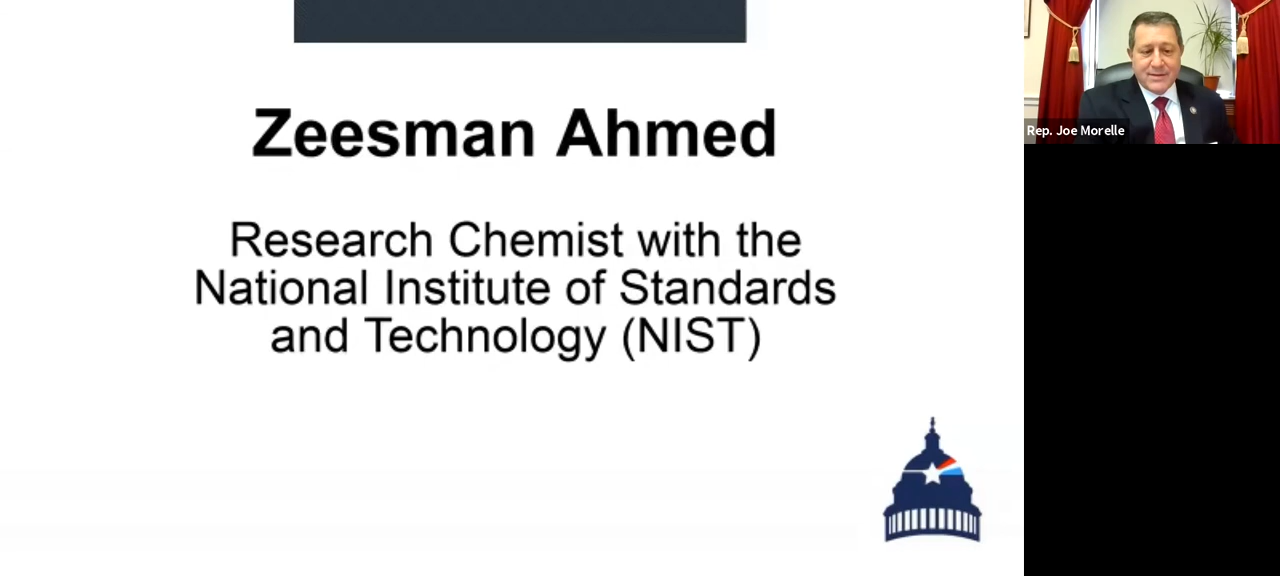 Zeesman Ahmed
Research Chemist with the
National Institute of Standards
and Technology (NIST)
Rep. Joe Morelle